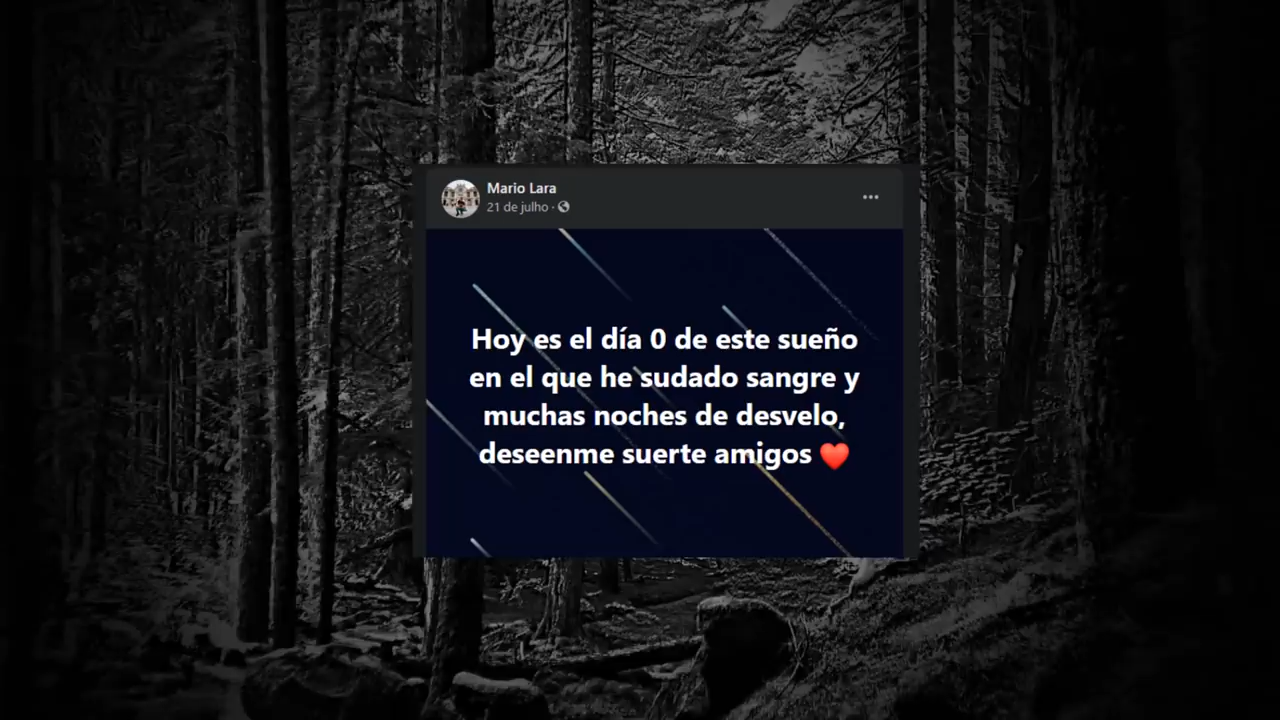 Mario Lara
21 de julho ·
Hoy es el día 0 de este sueño
en el que he sudado sangre y
muchas noches de desvelo,
deseenme suerte amigos ❤️